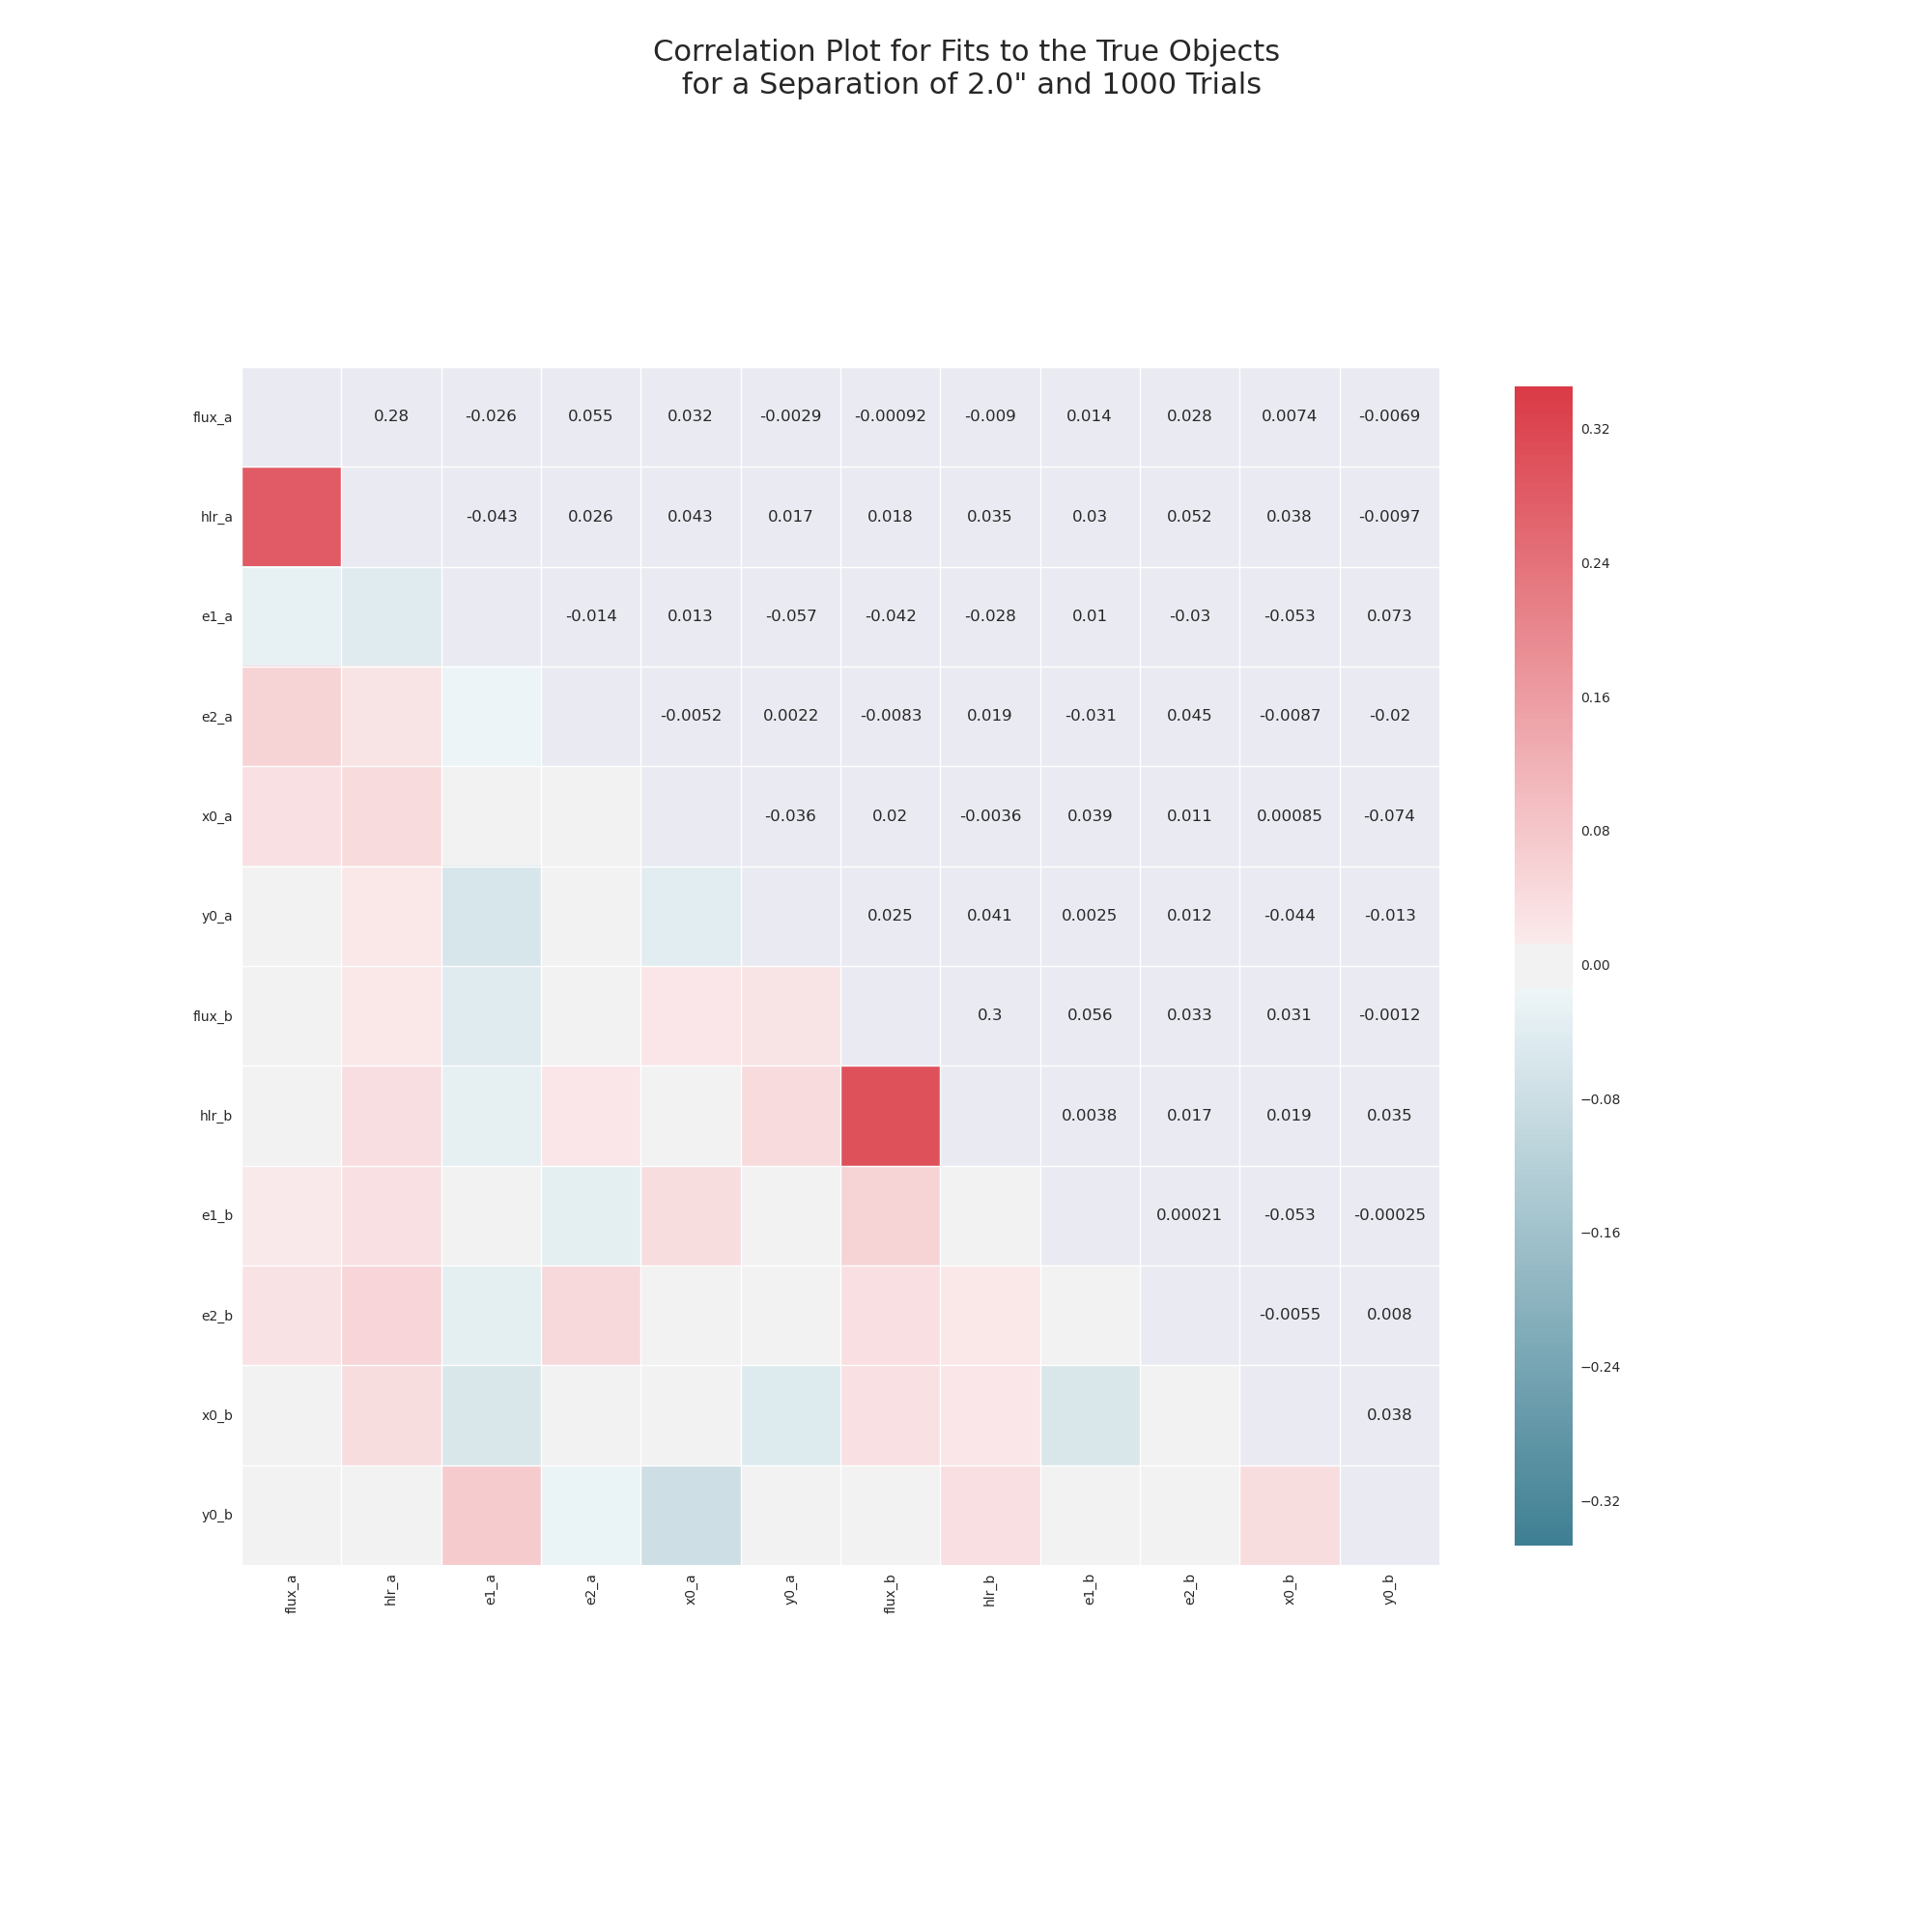 Correlation Plot for Fits to the True Objects
for a Separation of 2.0" and 1000 Trials
flux_a 0.28 -0.026 0.055 0.032 -0.0029 -0.00092 -0.009 0.014 0.028 0.0074 -0.0069
hlr_a -0.043 0.026 0.043 0.017 0.018 0.035 0.03 0.052 0.038 -0.0097
e1_a -0.014 0.013 -0.057 -0.042 -0.028 0.01 -0.03 -0.053 0.073
e2_a -0.0052 0.0022 -0.0083 0.019 -0.031 0.045 -0.0087 -0.02
x0_a -0.036 0.02 -0.0036 0.039 0.011 0.00085 -0.074
y0_a 0.025 0.041 0.0025 0.012 -0.044 -0.013
flux_b 0.3 0.056 0.033 0.031 -0.0012
hlr_b 0.0038 0.017 0.019 0.035
e1_b 0.00021 -0.053 -0.00025
e2_b -0.0055 0.008
x0_b 0.038
y0_b
flux_a hlr_a e1_a e2_a x0_a y0_a flux_b hlr_b e1_b e2_b x0_b y0_b
0.32
0.24
0.16
0.08
0.00
−0.08
−0.16
−0.24
−0.32